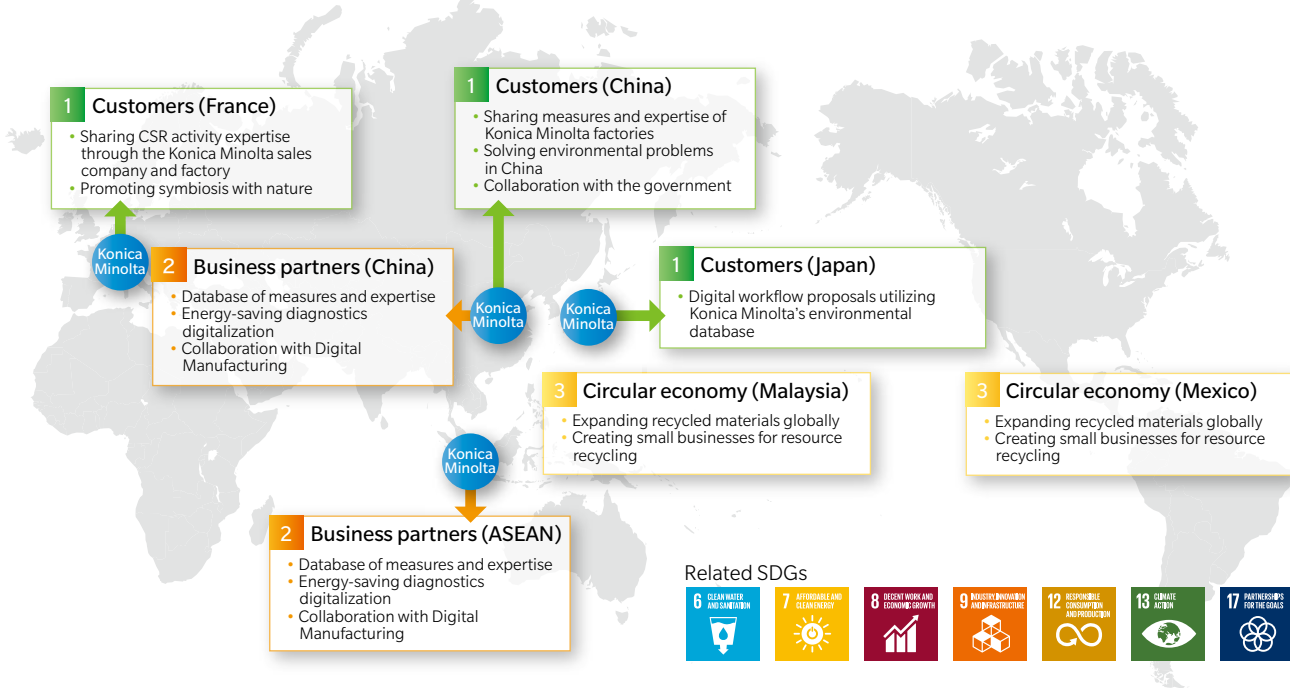 1 Customers (France)
• Sharing CSR activity expertise
through the Konica Minolta sales
company and factory
• Promoting symbiosis with nature
1 Customers (China)
• Sharing measures and expertise of
Konica Minolta factories
• Solving environmental problems
in China
• Collaboration with the government
Konica
Minolta
2 Business partners (China)
• Database of measures and expertise
• Energy-saving diagnostics
digitalization
• Collaboration with Digital
Manufacturing
Konica
Minolta
Konica
Minolta
1 Customers (Japan)
• Digital workflow proposals utilizing
Konica Minolta's environmental
database
3 Circular economy (Malaysia)
• Expanding recycled materials globally
• Creating small businesses for resource
recycling
3 Circular economy (Mexico)
• Expanding recycled materials globally
• Creating small businesses for resource
recycling
Konica
Minolta
2 Business partners (ASEAN)
• Database of measures and expertise
• Energy-saving diagnostics
digitalization
• Collaboration with Digital
Manufacturing
Related SDGs
6 CLEAN WATER
AND SANITATION
7 AFFORDABLE AND
CLEAN ENERGY
8 DECENT WORK AND
ECONOMIC GROWTH
9 INDUSTRY, INNOVATION
AND INFRASTRUCTURE
12 RESPONSIBLE
CONSUMPTION
AND PRODUCTION
13 CLIMATE
ACTION
17 PARTNERSHIPS
FOR THE GOALS